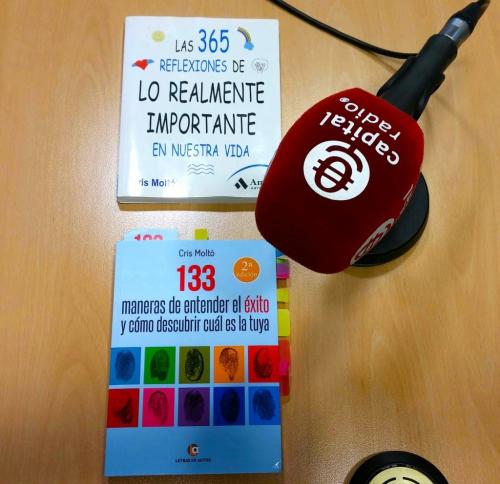 LAS 365
REFLEXIONES DE
LO REALMENTE
IMPORTANTE
EN NUESTRA VIDA
Cris Moltó
capital
radio®
Cris Moltó
2ª
edición
133
maneras de entender el éxito
y cómo descubrir cuál es la tuya
LETRAS DE AUTOR